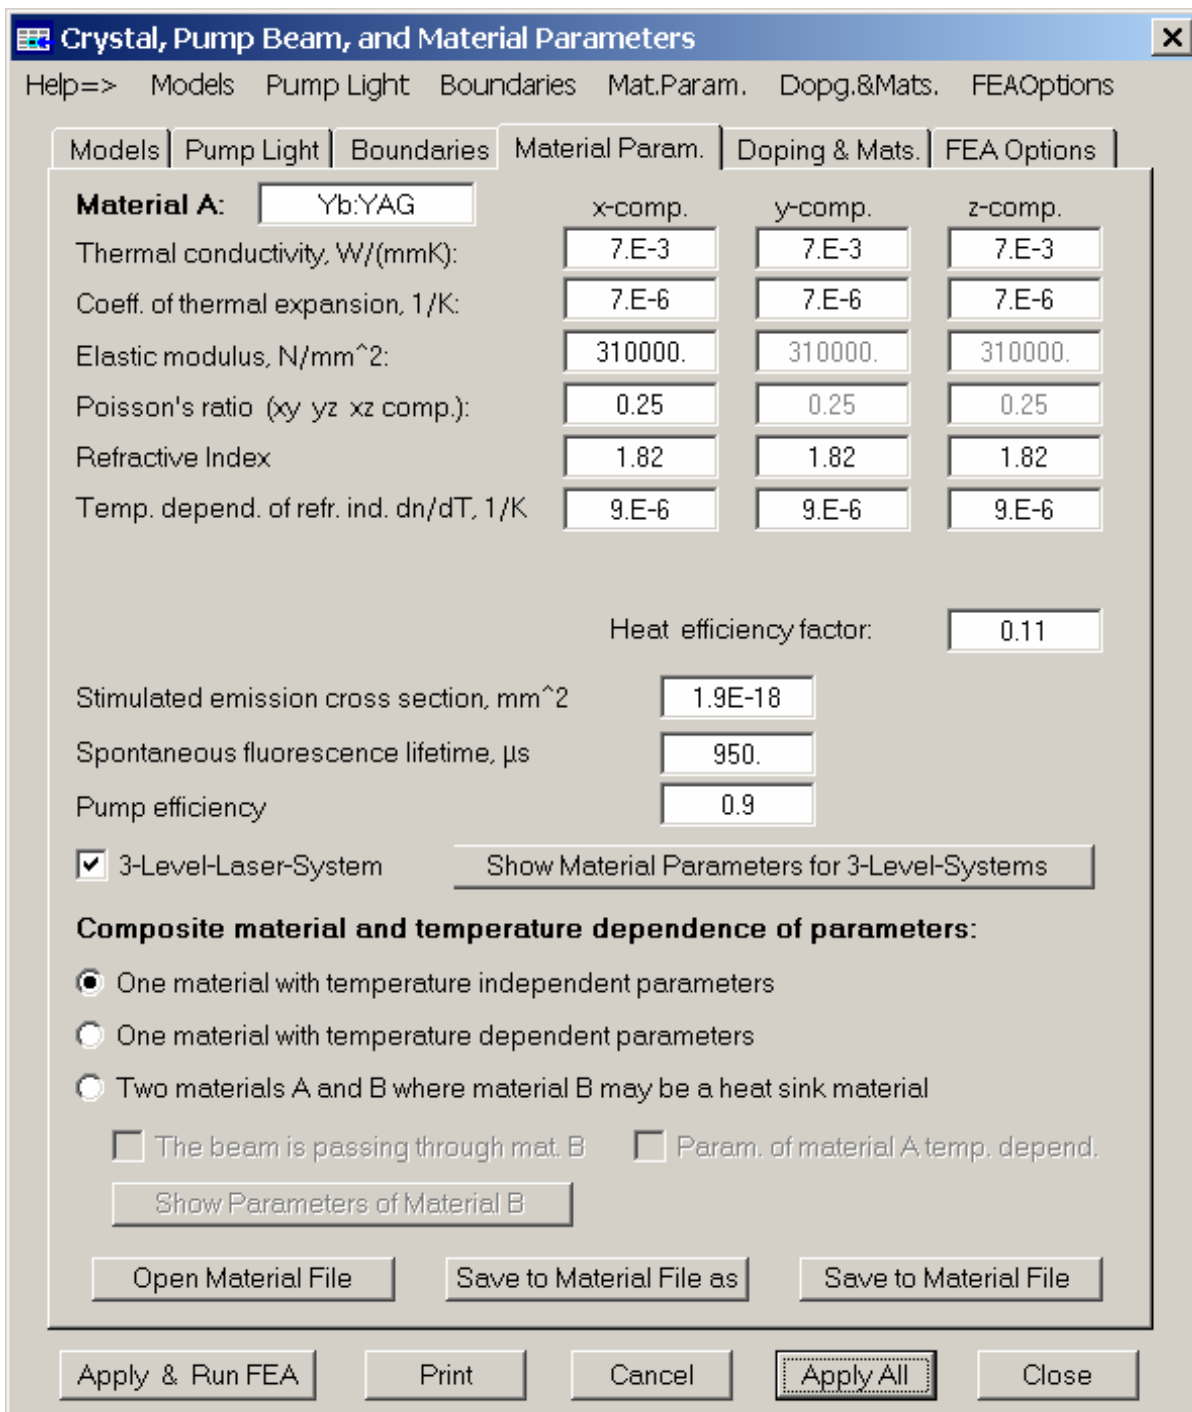 Crystal, Pump Beam, and Material Parameters
Help=> Models Pump Light Boundaries Mat.Param. Dopg.&Mats. FEAOptions
Models Pump Light Boundaries Material Param. Doping & Mats. FEA Options
Material A: Yb:YAG x-comp. y-comp. z-comp.
Thermal conductivity, W/(mmK): 7.E-3 7.E-3 7.E-3
Coeff. of thermal expansion, 1/K: 7.E-6 7.E-6 7.E-6
Elastic modulus, N/mm^2: 310000. 310000. 310000.
Poisson's ratio (xy yz xz comp.): 0.25 0.25 0.25
Refractive Index 1.82 1.82 1.82
Temp. depend. of refr. ind. dn/dT, 1/K 9.E-6 9.E-6 9.E-6
Heat efficiency factor: 0.11
Stimulated emission cross section, mm^2 1.9E-18
Spontaneous fluorescence lifetime, µs 950.
Pump efficiency 0.9
3-Level-Laser-System Show Material Parameters for 3-Level-Systems
Composite material and temperature dependence of parameters:
One material with temperature independent parameters
One material with temperature dependent parameters
Two materials A and B where material B may be a heat sink material
The beam is passing through mat. B Param. of material A temp. depend.
Show Parameters of Material B
Open Material File Save to Material File as Save to Material File
Apply & Run FEA Print Cancel Apply All Close